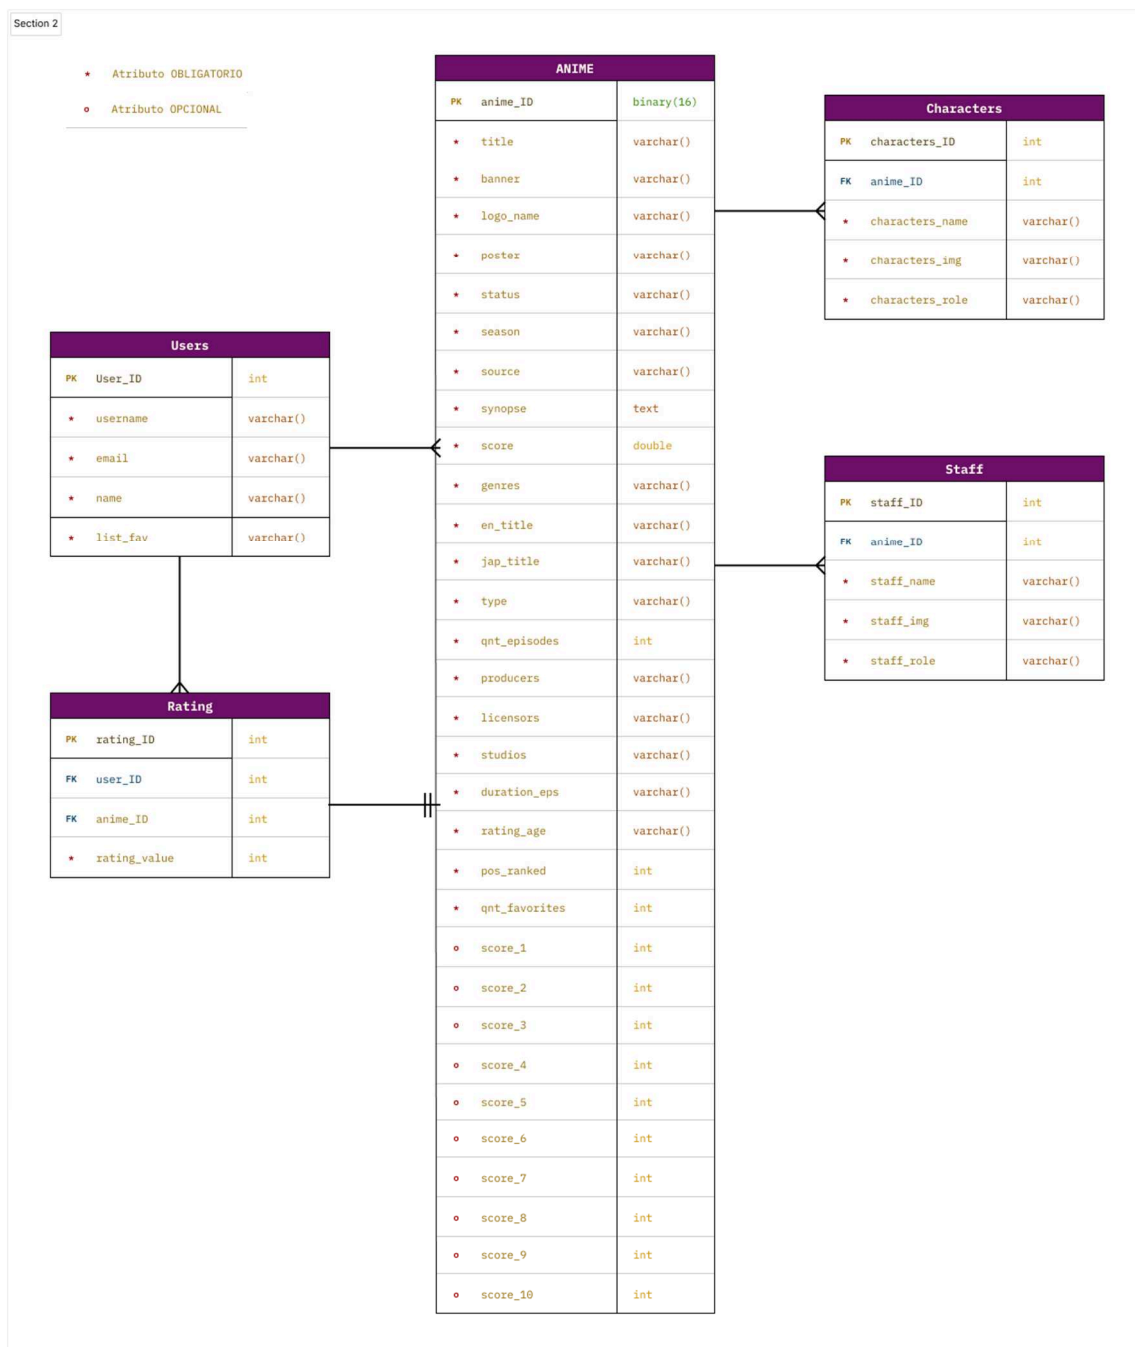 Section 2
* Atributo OBLIGATORIO
o Atributo OPCIONAL
ANIME
PK anime_ID binary(16)
* title varchar()
* banner varchar()
* logo_name varchar()
* poster varchar()
* status varchar()
* season varchar()
* source varchar()
* synopse text
* score double
* genres varchar()
* en_title varchar()
* jap_title varchar()
* type varchar()
* qnt_episodes int
* producers varchar()
* licensors varchar()
* studios varchar()
* duration_eps varchar()
* rating_age varchar()
* pos_ranked int
* qnt_favorites int
o score_1 int
o score_2 int
o score_3 int
o score_4 int
o score_5 int
o score_6 int
o score_7 int
o score_8 int
o score_9 int
o score_10 int
Characters
PK characters_ID int
FK anime_ID int
* characters_name varchar()
* characters_img varchar()
* characters_role varchar()
Users
PK User_ID int
* username varchar()
* email varchar()
* name varchar()
* list_fav varchar()
Staff
PK staff_ID int
FK anime_ID int
* staff_name varchar()
* staff_img varchar()
* staff_role varchar()
Rating
PK rating_ID int
FK user_ID int
FK anime_ID int
* rating_value int